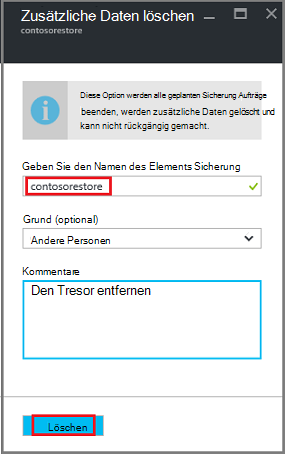 Zusätzliche Daten löschen
contosorestore
Diese Option werden alle geplanten Sicherung Aufträge
beenden, werden zusätzliche Daten gelöscht und
kann nicht rückgängig gemacht.
Geben Sie den Namen des Elements Sicherung
contosorestore
Grund (optional)
Andere Personen
Kommentare
Den Tresor entfernen
Löschen